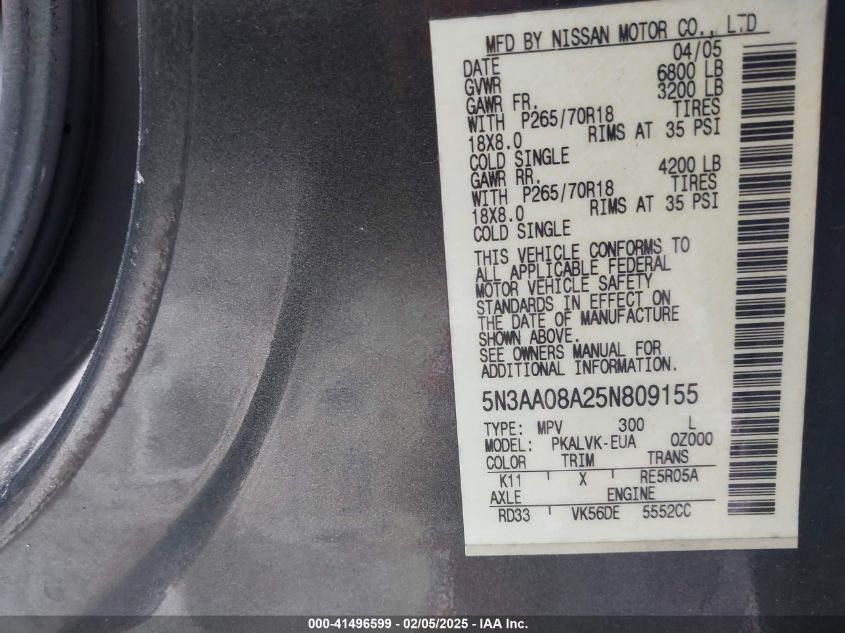 MFD BY NISSAN MOTOR CO., LTD
DATE 04/05
GVWR 6800 LB
GAWR FR. 3200 LB
WITH P265/70R18 TIRES
18X8.0 RIMS AT 35 PSI
COLD SINGLE
GAWR RR. 4200 LB
WITH P265/70R18 TIRES
18X8.0 RIMS AT 35 PSI
COLD SINGLE
THIS VEHICLE CONFORMS TO
ALL APPLICABLE FEDERAL
MOTOR VEHICLE SAFETY
STANDARDS IN EFFECT ON
THE DATE OF MANUFACTURE
SHOWN ABOVE.
SEE OWNERS MANUAL FOR
ADDITIONAL INFORMATION.
5N3AA08A25N809155
TYPE: MPV 300 L
MODEL: PKALVK-EUA 0Z000
COLOR TRIM TRANS
K11 X RE5R05A
AXLE ENGINE
RD33 VK56DE 5552CC
000-41496599 - 02/05/2025 - IAAI.com